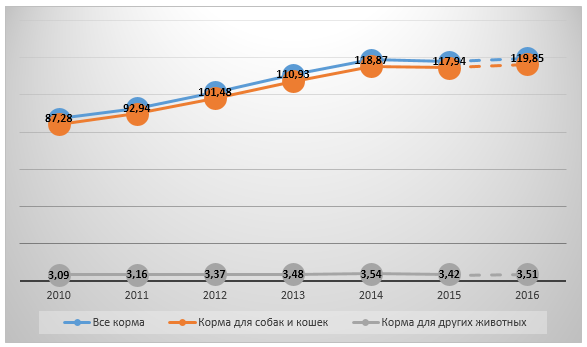 87,28 92,94 101,48 110,93 118,87 117,94 119,85
3,09 3,16 3,37 3,48 3,54 3,42 3,51
2010 2011 2012 2013 2014 2015 2016
Все корма Корма для собак и кошек Корма для других животных